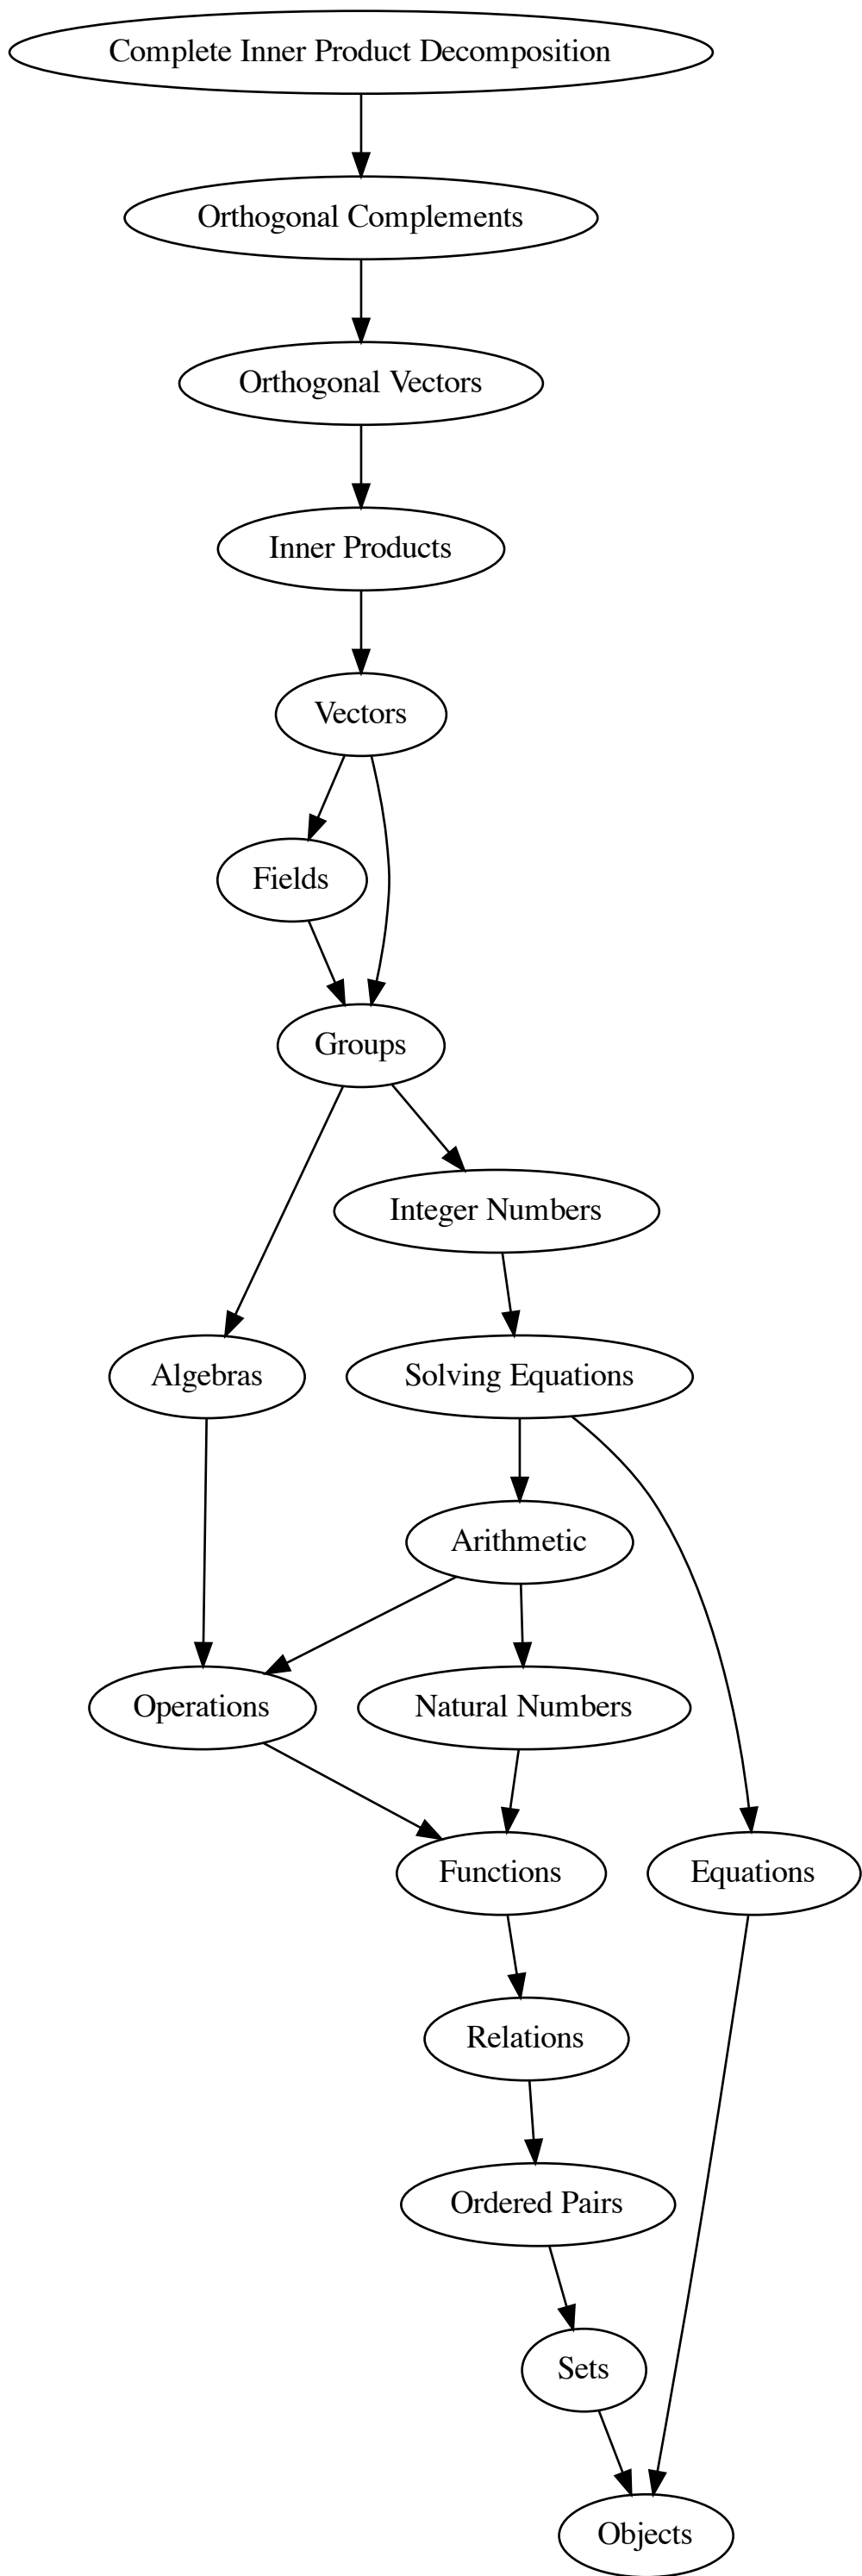 Complete Inner Product Decomposition
Orthogonal Complements
Orthogonal Vectors
Inner Products
Vectors
Fields
Groups
Integer Numbers
Algebras
Solving Equations
Arithmetic
Operations
Natural Numbers
Functions
Equations
Relations
Ordered Pairs
Sets
Objects